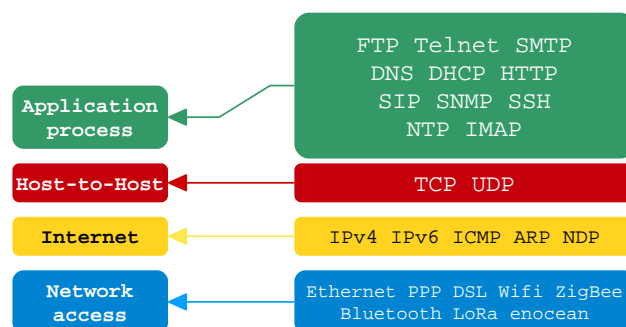 FTP Telnet SMTP
DNS DHCP HTTP
SIP SNMP SSH
NTP IMAP
Application
process
Host-to-Host
TCP UDP
Internet
IPv4 IPv6 ICMP ARP NDP
Network
access
Ethernet PPP DSL Wifi ZigBee
Bluetooth LoRa enocean